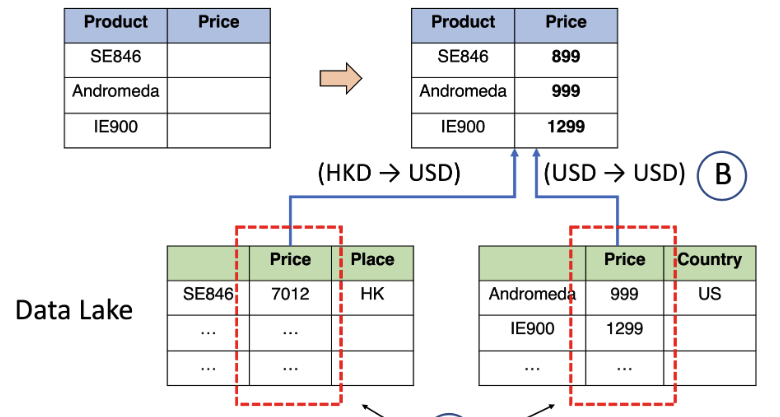 Product Price
SE846
Andromeda
IE900
Product Price
SE846 899
Andromeda 999
IE900 1299
(HKD → USD) (USD → USD) B
Data Lake
Price Place
SE846 7012 HK
... ...
... ...
Price Country
Andromeda 999 US
IE900 1299
... ...